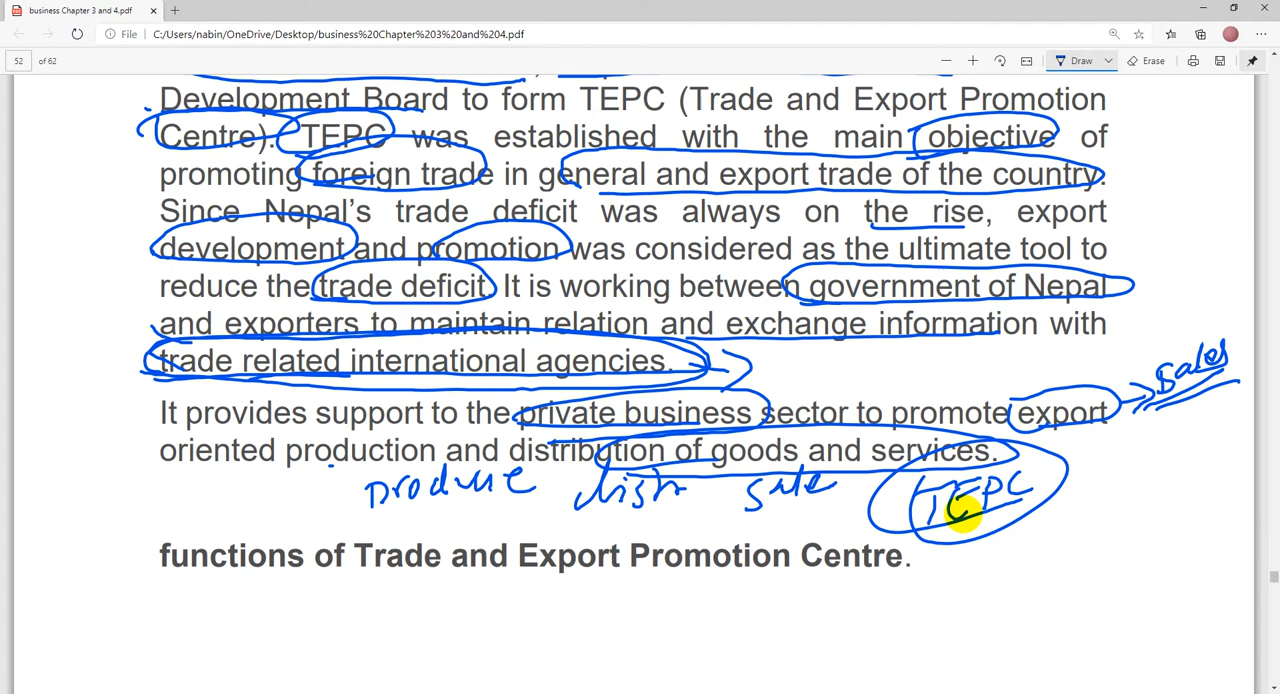 business Chapter 3 and 4.pdf
File C:/Users/nabin/OneDrive/Desktop/business%20Chapter%203%20and%204.pdf
52 of 62 Draw Erase
Development Board to form TEPC (Trade and Export Promotion
Centre). TEPC was established with the main objective of
promoting foreign trade in general and export trade of the country.
Since Nepal's trade deficit was always on the rise, export
development and promotion was considered as the ultimate tool to
reduce the trade deficit. It is working between government of Nepal
and exporters to maintain relation and exchange information with
trade related international agencies.
sales
It provides support to the private business sector to promote export
oriented production and distribution of goods and services.
produce distr sale TEPC
functions of Trade and Export Promotion Centre.